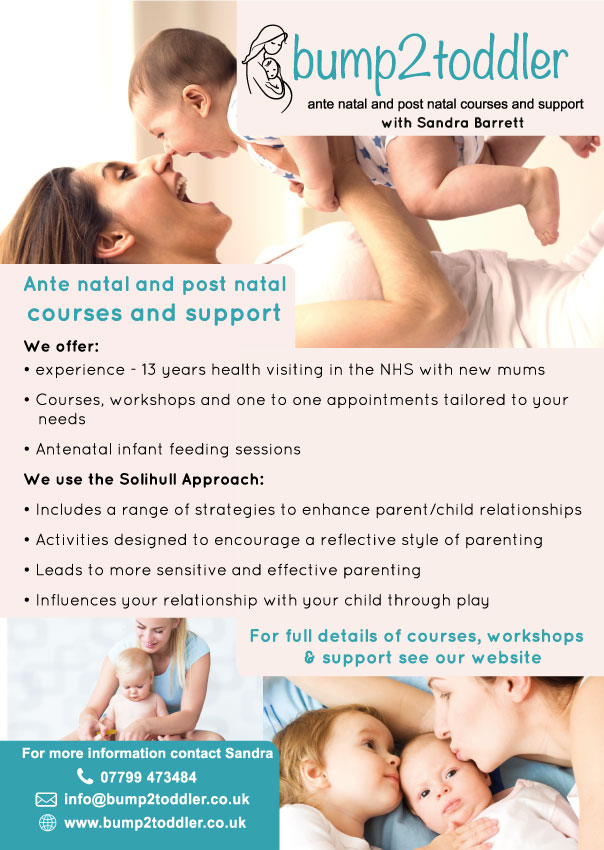 bump2toddler
ante natal and post natal courses and support
with Sandra Barrett
Ante natal and post natal
courses and support
We offer:
• experience - 13 years health visiting in the NHS with new mums
• Courses, workshops and one to one appointments tailored to your
needs
• Antenatal infant feeding sessions
We use the Solihull Approach:
• Includes a range of strategies to enhance parent/child relationships
• Activities designed to encourage a reflective style of parenting
• Leads to more sensitive and effective parenting
• Influences your relationship with your child through play
For full details of courses, workshops
& support see our website
For more information contact Sandra
07799 473484
info@bump2toddler.co.uk
www.bump2toddler.co.uk